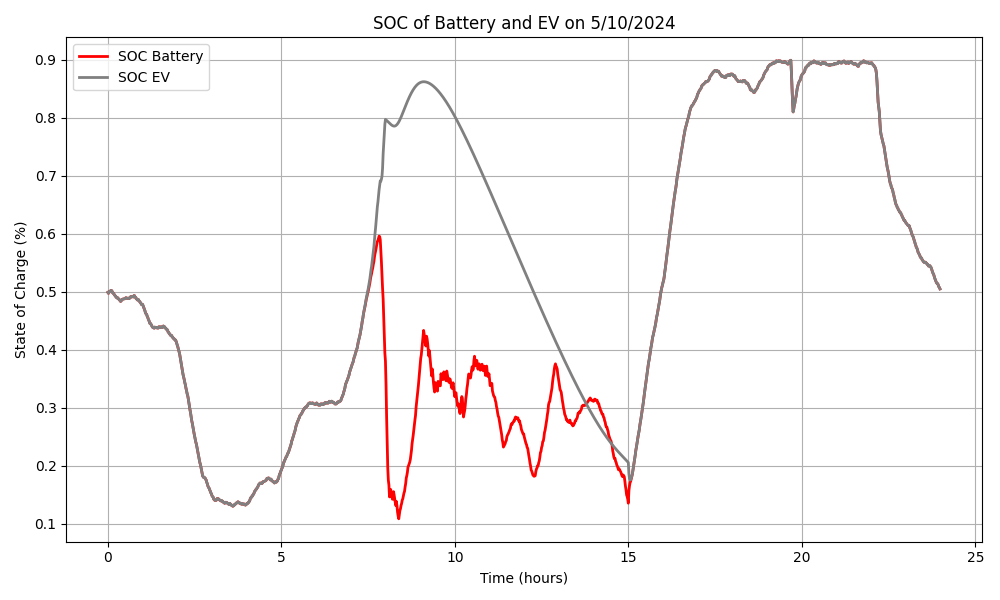 SOC of Battery and EV on 5/10/2024
SOC Battery
SOC EV
State of Charge (%)
0.9
0.8
0.7
0.6
0.5
0.4
0.3
0.2
0.1
0 5 10 15 20 25
Time (hours)